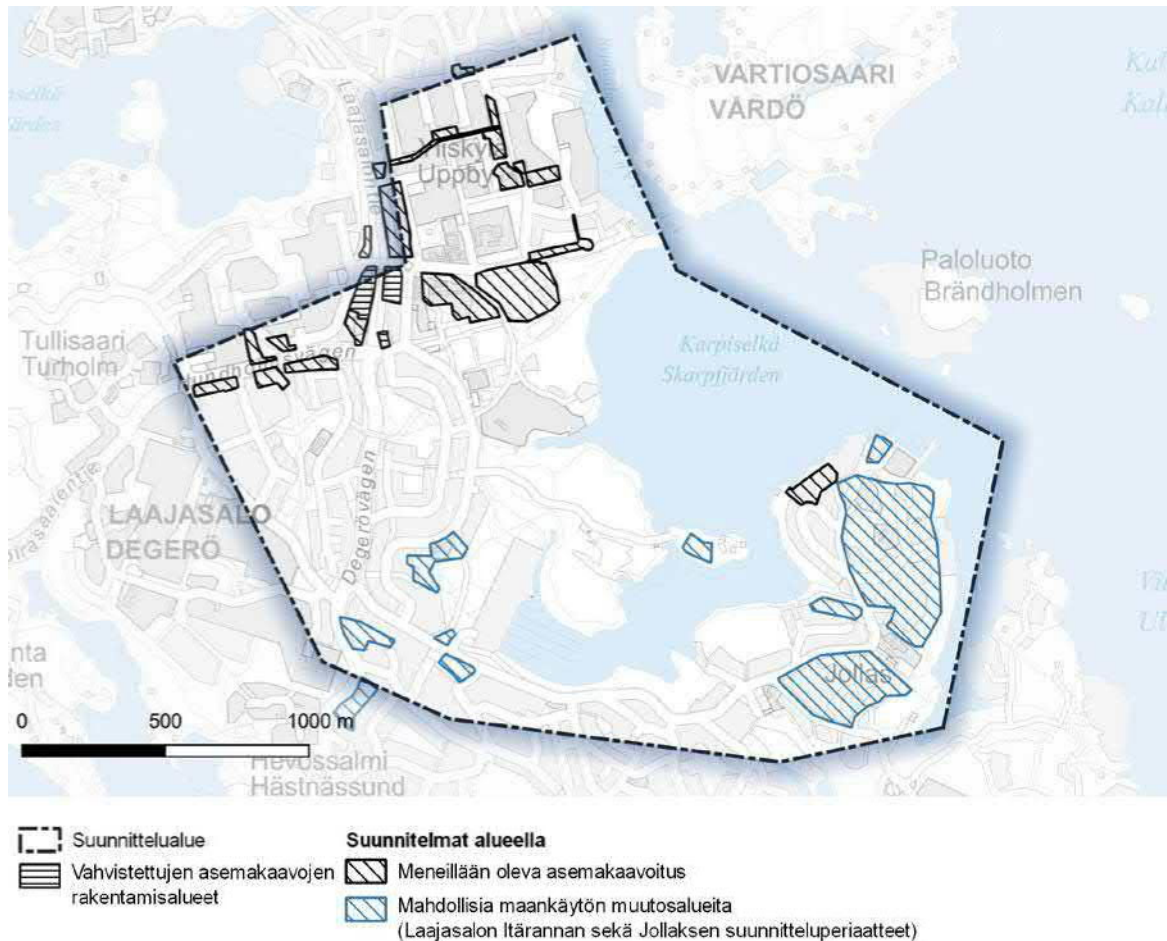 VARTIOSAARI
VÅRDÖ
Laajasalontie
Uppby
Paloluoto
Brändholmen
Karpiselkä
Skarpfjärden
Tullisaari
Turholm
Degerövägen
LAAJASALO
DEGERÖ
Jollas
0 500 1000 m
Hevossalmi
Hästnässund
Suunnittelualue
Vahvistettujen asemakaavojen
rakentamisalueet
Suunnitelmat alueella
Meneillään oleva asemakaavoitus
Mahdollisia maankäytön muutosalueita
(Laajasalon Itärannan sekä Jollaksen suunnitteluperiaatteet)